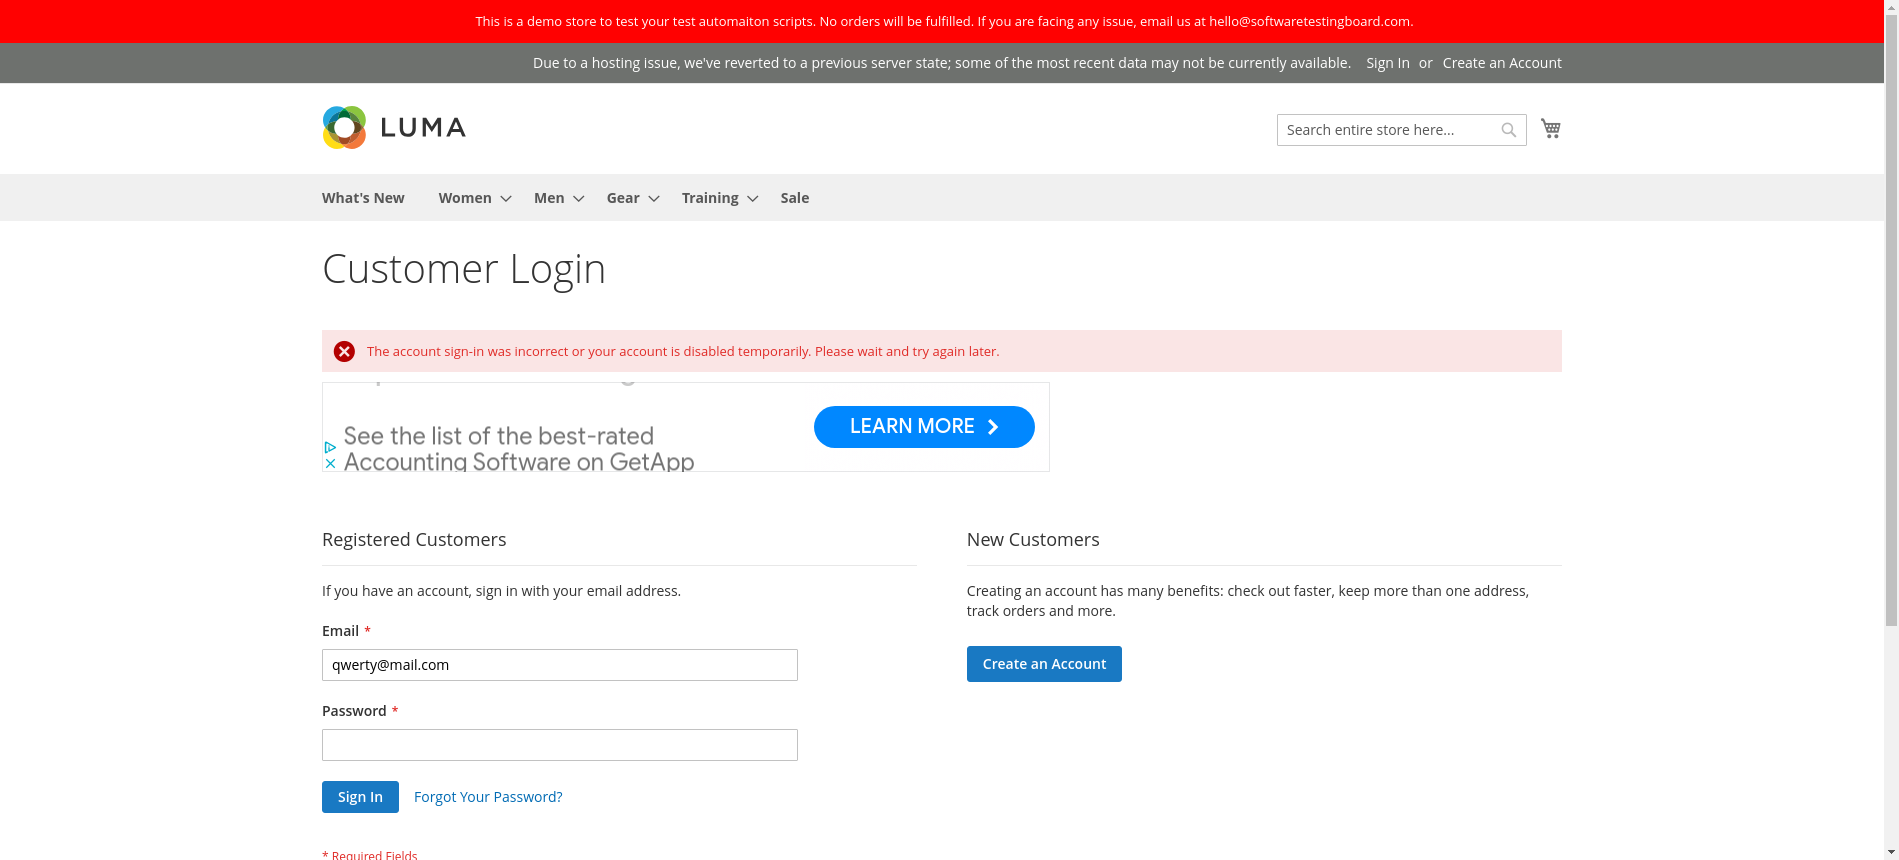 This is a demo store to test your test automaiton scripts. No orders will be fulfilled. If you are facing any issue, email us at hello@softwaretestingboard.com.
Due to a hosting issue, we've reverted to a previous server state; some of the most recent data may not be currently available. Sign In or Create an Account
LUMA
Search entire store here...
What's New Women Men Gear Training Sale
Customer Login
The account sign-in was incorrect or your account is disabled temporarily. Please wait and try again later.
See the list of the best-rated
Accounting Software on GetApp
LEARN MORE
Registered Customers
If you have an account, sign in with your email address.
Email *
qwerty@mail.com
Password *
Sign In Forgot Your Password?
* Required Fields
New Customers
Creating an account has many benefits: check out faster, keep more than one address,
track orders and more.
Create an Account